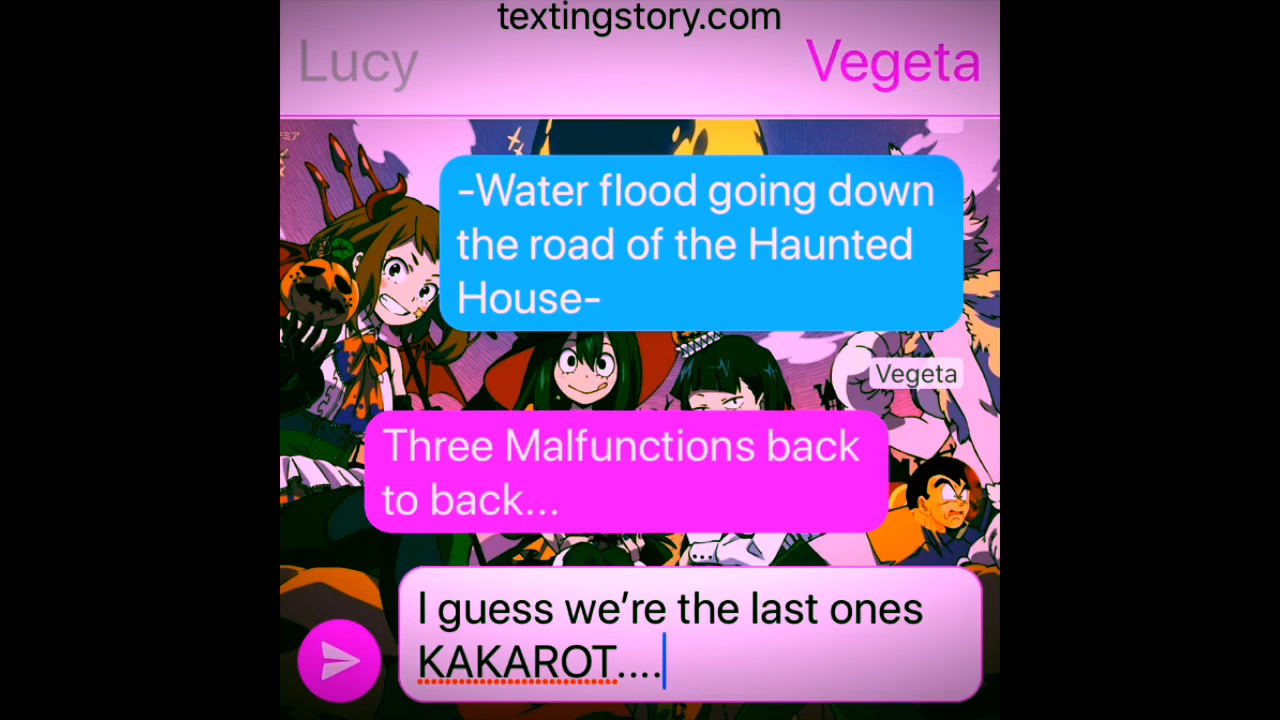 textingstory.com
Lucy
Vegeta
-Water flood going down
the road of the Haunted
House-
Vegeta
Three Malfunctions back
to back...
I guess we’re the last ones
KAKAROT....